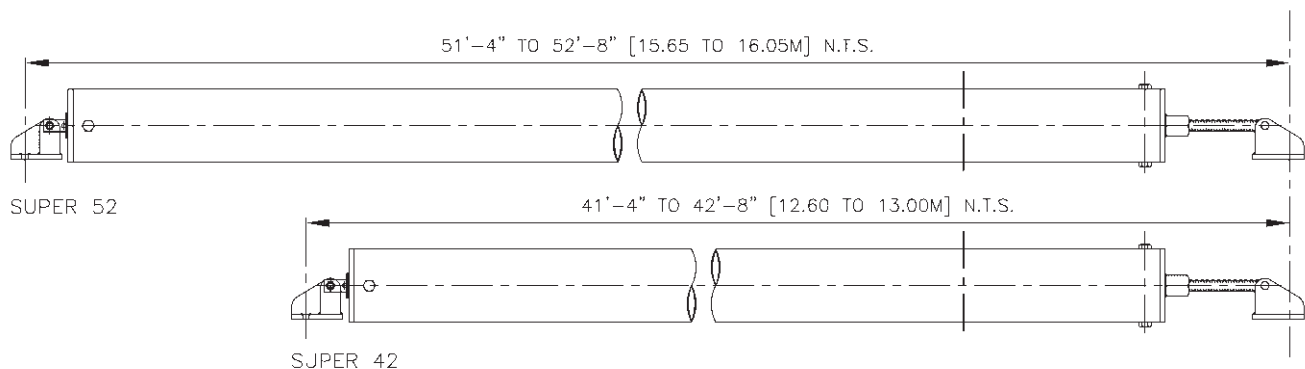 51'-4" TO 52'-8" [15.65 TO 16.05M] N.T.S.
SUPER 52
41'-4" TO 42'-8" [12.60 TO 13.00M] N.T.S.
SJPER 42